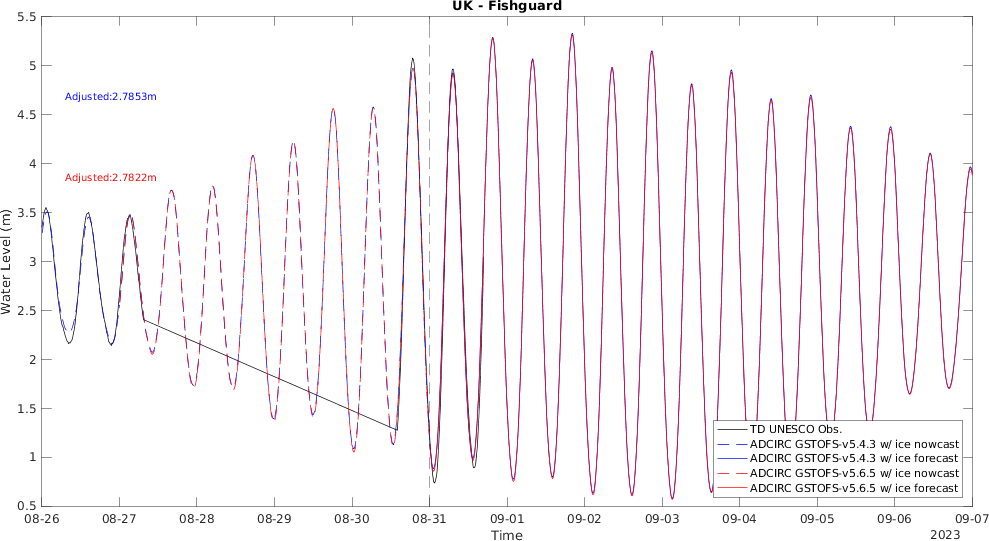 UK - Fishguard
5.5
5
4.5
4
3.5
3
2.5
2
1.5
1
0.5
Water Level (m)
Adjusted:2.7853m
Adjusted:2.7822m
TD UNESCO Obs.
ADCIRC GSTOFS-v5.4.3 w/ ice nowcast
ADCIRC GSTOFS-v5.4.3 w/ ice forecast
ADCIRC GSTOFS-v5.6.5 w/ ice nowcast
ADCIRC GSTOFS-v5.6.5 w/ ice forecast
08-26 08-27 08-28 08-29 08-30 08-31 09-01 09-02 09-03 09-04 09-05 09-06 09-07
Time
2023